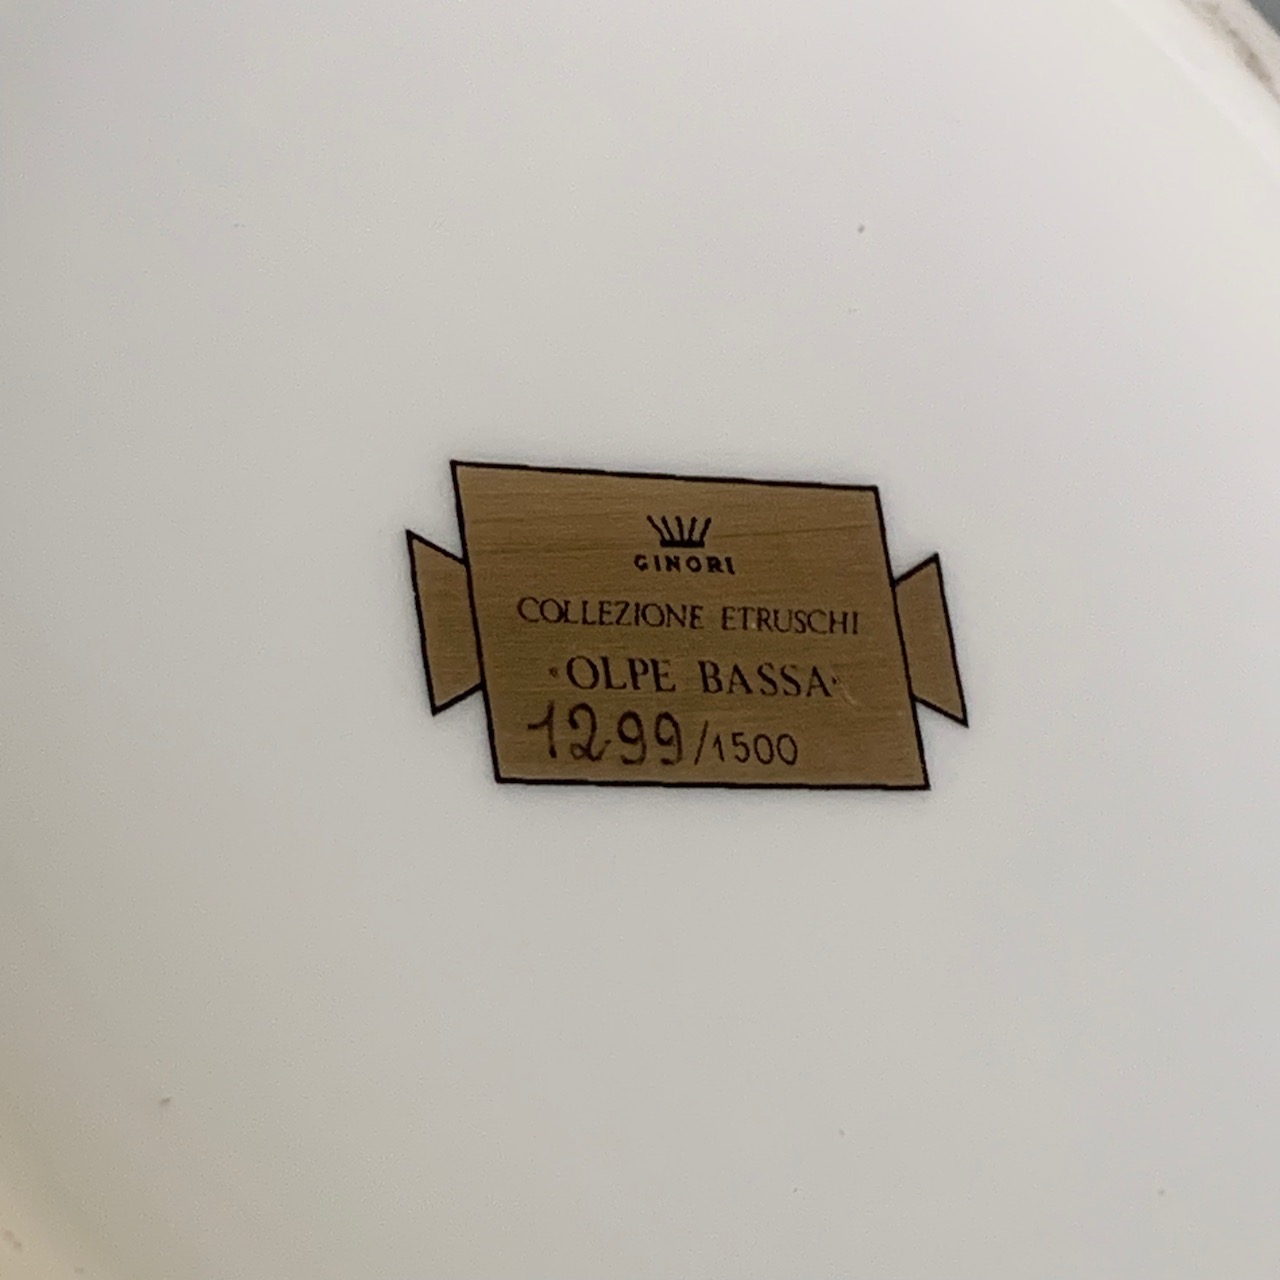 GINORI
COLLEZIONE ETRUSCHI
·OLPE BASSA·
1299/1500